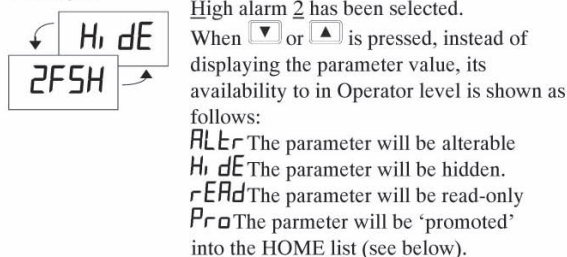 Hi dE
2FSH
High alarm 2 has been selected.
When ▼ or ▲ is pressed, instead of
displaying the parameter value, its
availability to in Operator level is shown as
follows:
ALtr The parameter will be alterable
Hi dE The parameter will be hidden.
rEAd The parameter will be read-only
Pro The parmeter will be ‘promoted’
into the HOME list (see below).